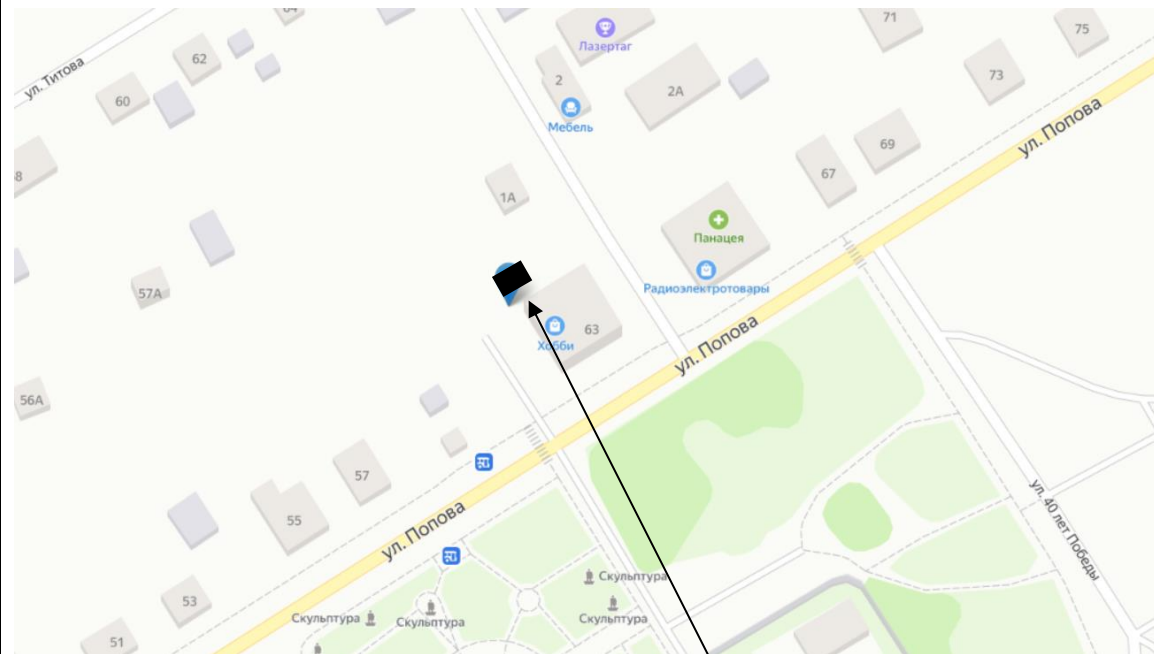 64
71
75
Лазертаг
62
2
2А
73
ул. Титова
60
Мебель
ул. Попова
69
67
8
1А
Панацея
Радиоэлектротовары
57А
63
Хобби
ул. Попова
56А
57
55
ул. Попова
ул. 40 лет Победы
53
Скульптура
Скульптура
Скульптура
Скульптура
51